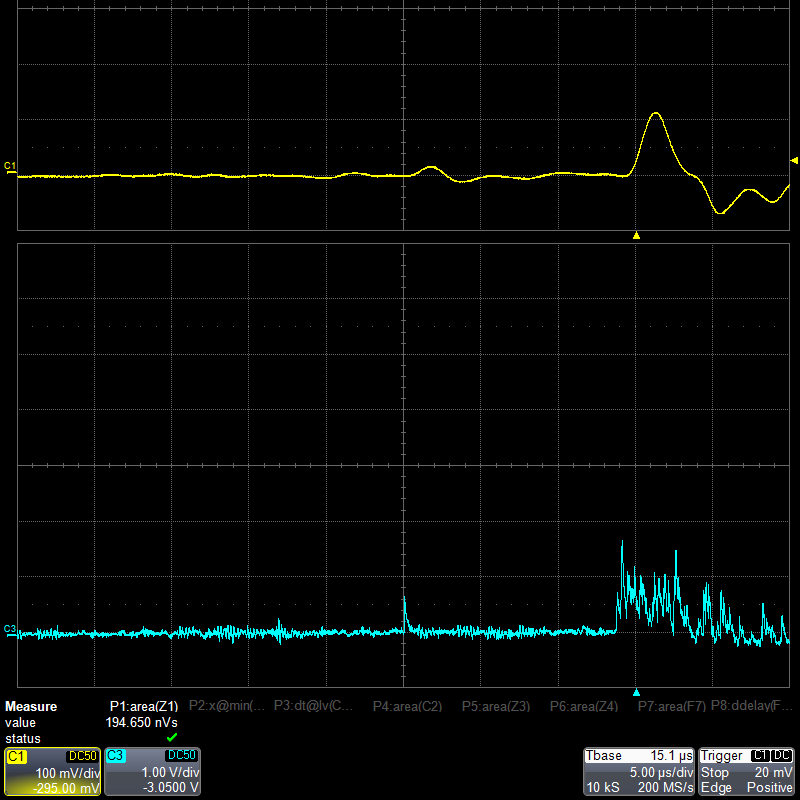 C1
C3
Measure P1:area(Z1) P2:x@min(... P3:dt@lv(C... P4:area(C2) P5:area(Z3) P6:area(Z4) P7:area(F7) P8:ddelay(F...
value 194.650 nVs
status
C1 DC50
100 mV/div
-295.00 mV
C3 DC50
1.00 V/div
-3.0500 V
Tbase 15.1 µs
5.00 µs/div
10 kS 200 MS/s
Trigger C1 DC
Stop 20 mV
Edge Positive